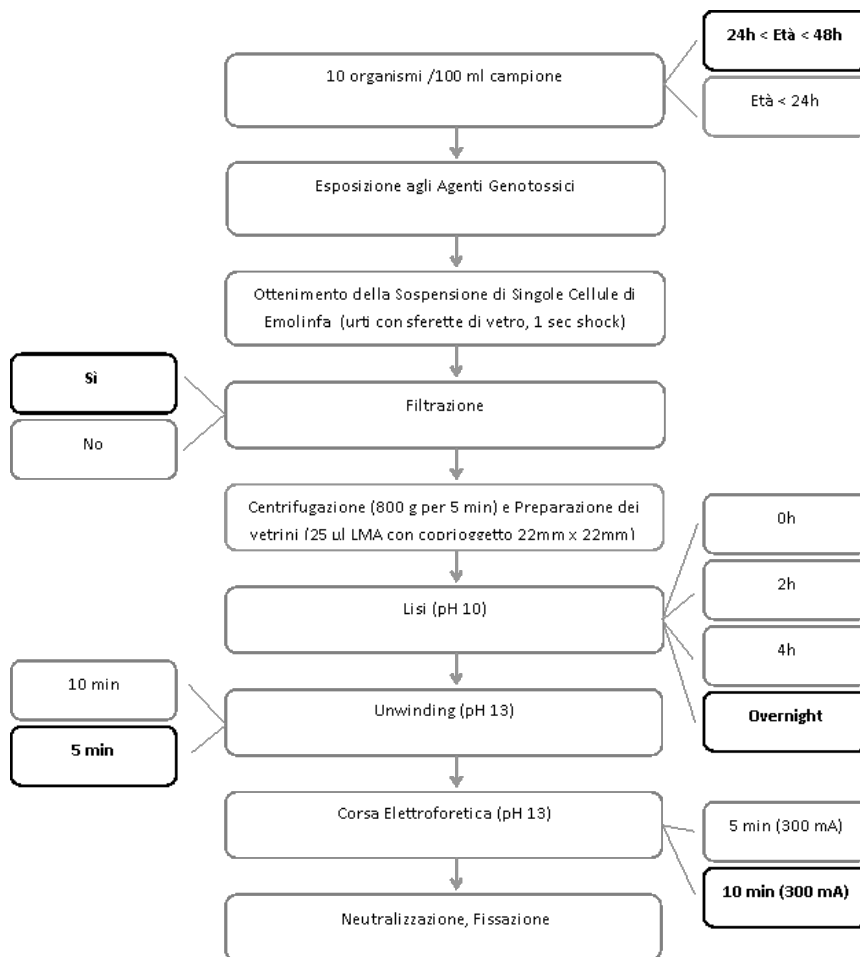 24h < Età < 48h
10 organismi /100 ml campione
Età < 24h
Esposizione agli Agenti Genotossici
Ottenimento della Sospensione di Singole Cellule di
Emolinfa (urti con sferette di vetro, 1 sec shock)
Sì
Filtrazione
No
Centrifugazione (800 g per 5 min) e Preparazione dei
vetrini (25 µl LMA con coprioggetto 22mm x 22mm)
0h
Lisi (pH 10)
2h
4h
10 min
Unwinding (pH 13)
Overnight
5 min
Corsa Elettroforetica (pH 13)
5 min (300 mA)
10 min (300 mA)
Neutralizzazione, Fissazione